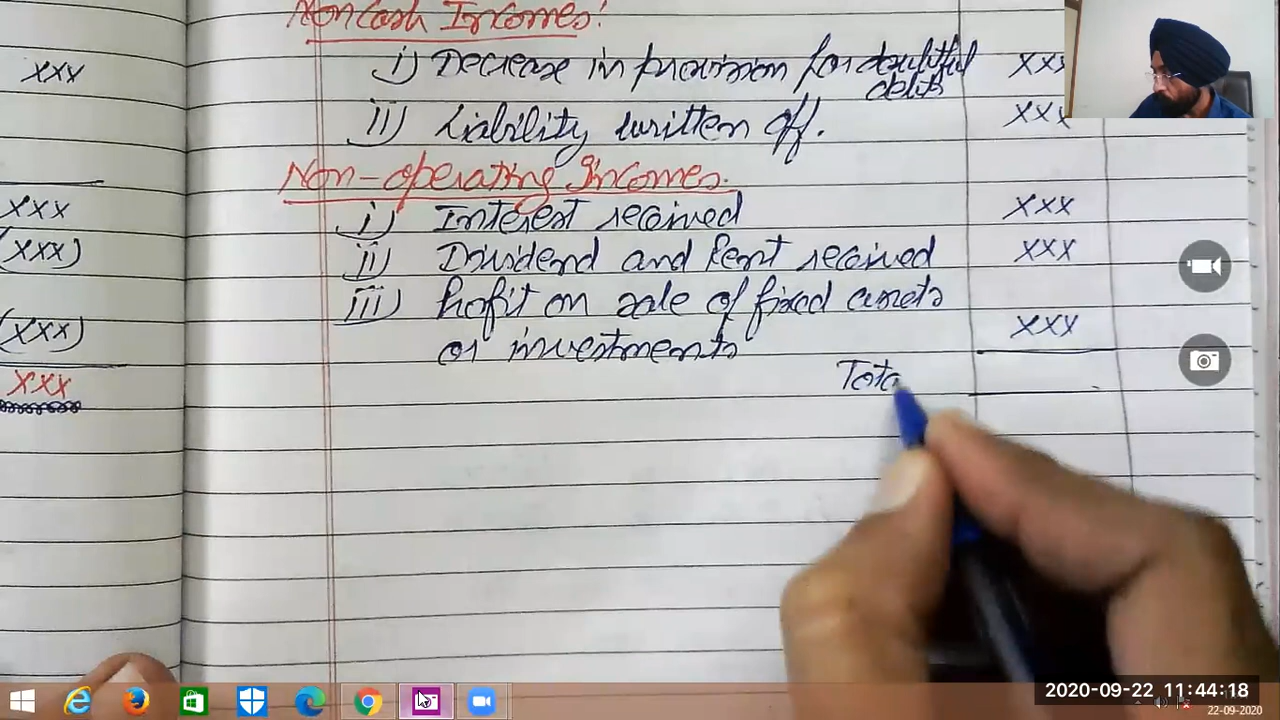 Non Cash Incomes:
xxx
i) Decrease in provision for doubtful debts xxx
ii) Liability written off. xxx
Non-operating Incomes.
xxx
i) Interest received xxx
(xxx)
ii) Dividend and Rent received xxx
iii) Profit on sale of fixed assets
(xxx)
or investments xxx
xxx
Tota
2020-09-22 11:44:18
22-09-2020